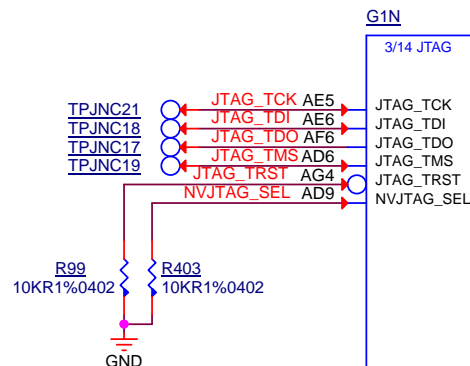 G1N
3/14 JTAG
TPJNC21 JTAG_TCK AE5 JTAG_TCK
TPJNC18 JTAG_TDI AE6 JTAG_TDI
TPJNC17 JTAG_TDO AF6 JTAG_TDO
TPJNC19 JTAG_TMS AD6 JTAG_TMS
JTAG_TRST AG4 JTAG_TRST
NVJTAG_SEL AD9 NVJTAG_SEL
R99 R403
10KR1%0402 10KR1%0402
GND